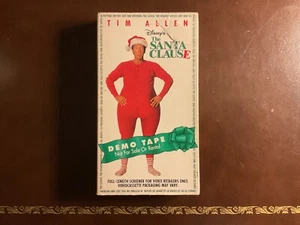 TIM ALLEN
Disney's
The
SANTA
CLAUSE
DEMO TAPE
Not For Sale Or Rental
FULL-LENGTH SCREENER FOR VIDEO RETAILERS ONLY.
VIDEOCASSETTE PACKAGING MAY VARY.